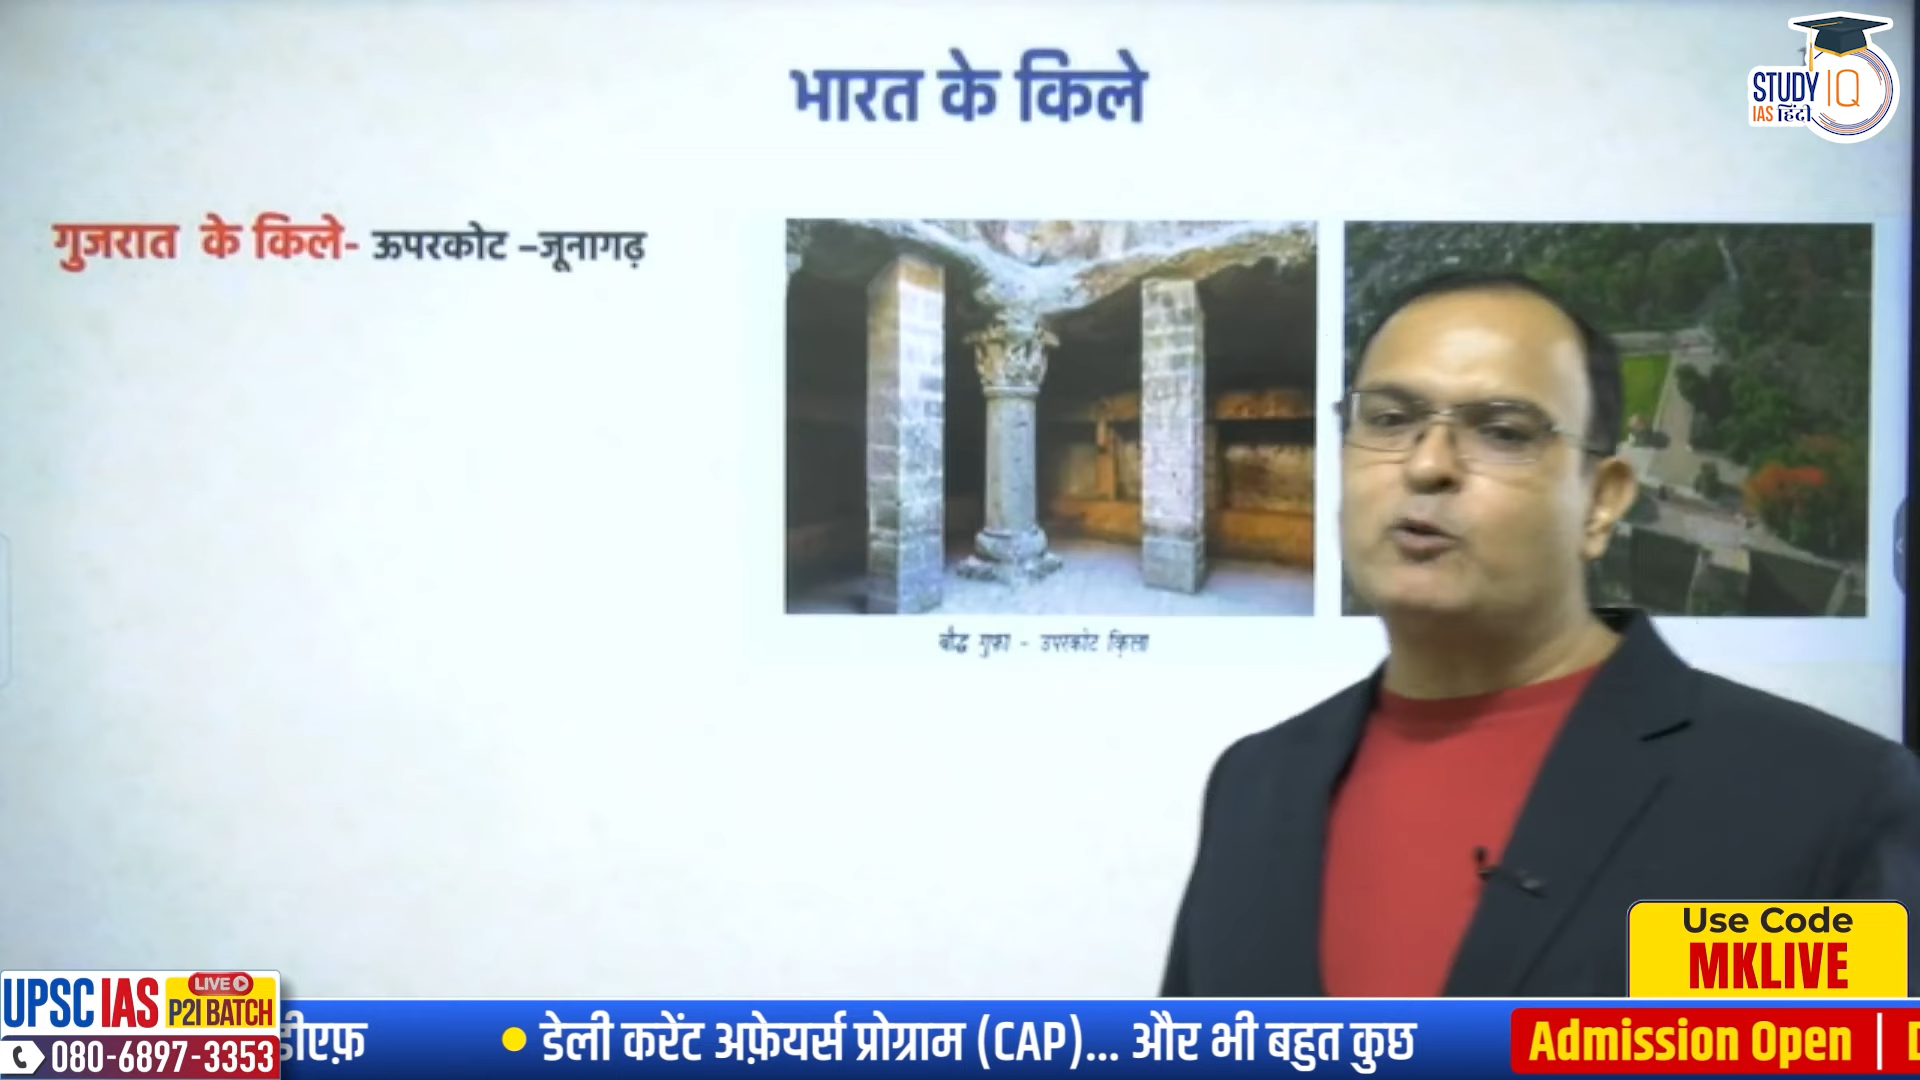 भारत के किले
STUDY IQ
IAS हिंदी
गुजरात के किले- ऊपरकोट –जूनागढ़
बौद्ध गुफ़ा - उपरकोट क़िला
Use Code
MKLIVE
UPSC IAS
LIVE
P2I BATCH
080-6897-3353
डीएफ़
• डेली करेंट अफ़ेयर्स प्रोग्राम (CAP)... और भी बहुत कुछ
Admission Open |